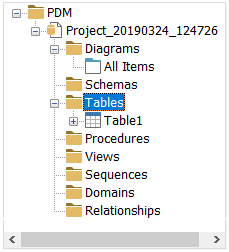 PDM
Project_20190324_124726
Diagrams
All Items
Schemas
Tables
Table1
Procedures
Views
Sequences
Domains
Relationships